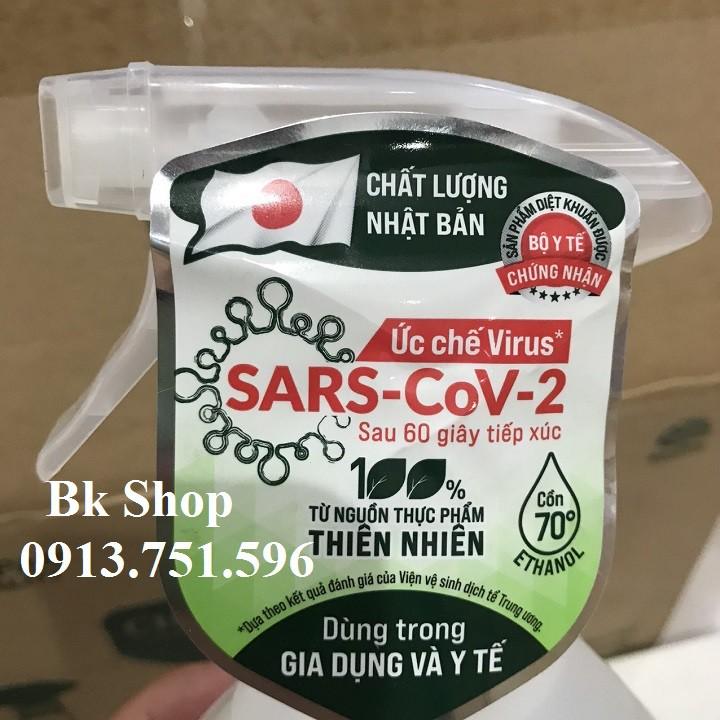 CHẤT LƯỢNG
NHẬT BẢN
SẢN PHẨM DIỆT KHUẨN ĐƯỢC
BỘ Y TẾ
CHỨNG NHẬN
Ức chế Virus*
SARS-CoV-2
Sau 60 giây tiếp xúc
100%
TỪ NGUỒN THỰC PHẨM
THIÊN NHIÊN
Cồn
70°
ETHANOL
*Dựa theo kết quả đánh giá của Viện vệ sinh dịch tễ Trung ương.
Dùng trong
GIA DỤNG VÀ Y TẾ
Bk Shop
0913.751.596